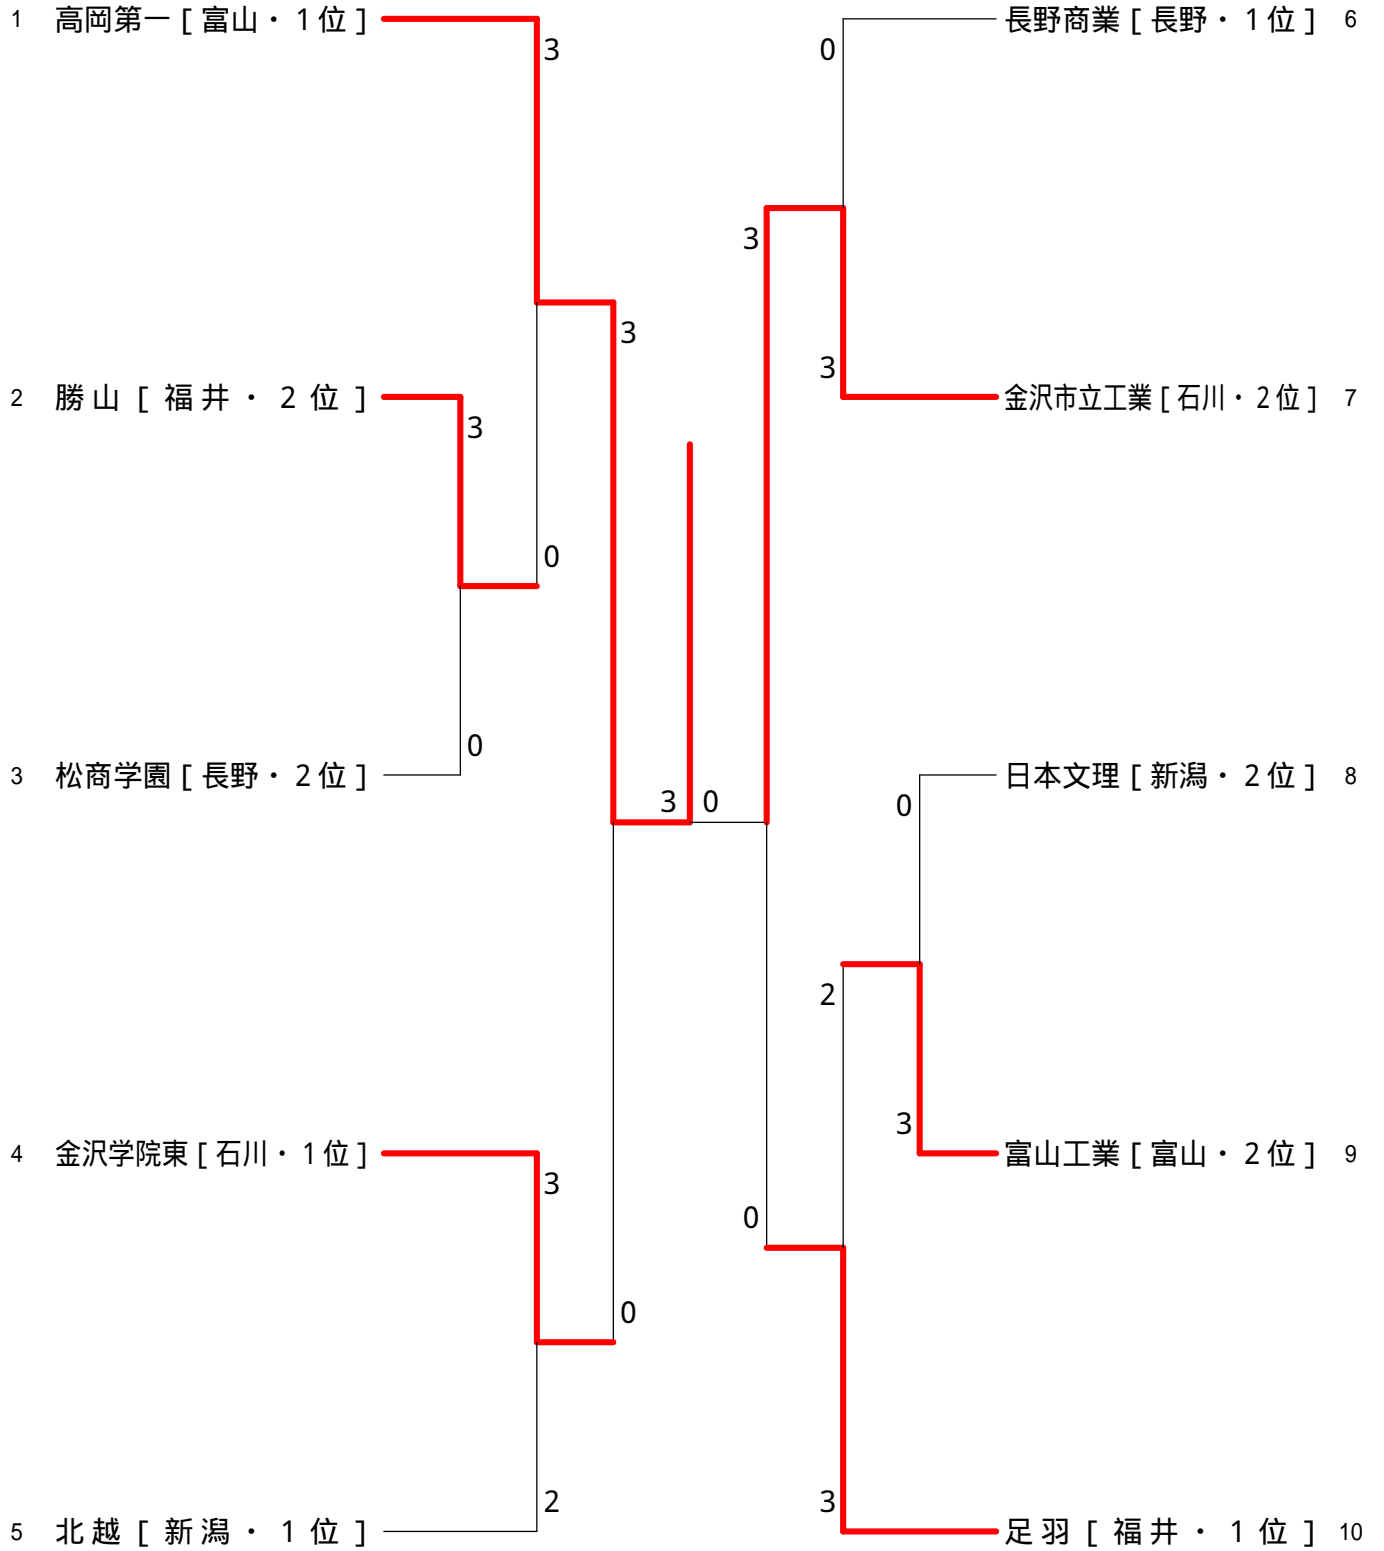 1 高岡第一 [ 富山・ 1位 ]
3
2 勝山 [ 福井・ 2 位 ]
3
3
0
3 松商学園 [ 長野・ 2位 ]
0
4 金沢学院東 [ 石川・ 1位 ]
3
0
5 北越 [ 新潟・ 1 位 ]
2
3 0
長野商業 [ 長野・ 1位 ] 6
0
3
金沢市立工業 [ 石川・ 2位 ] 7
3
日本文理 [ 新潟・ 2位 ] 8
0
2
富山工業 [ 富山・ 2位 ] 9
3
0
足羽 [ 福井・ 1 位 ] 10
3